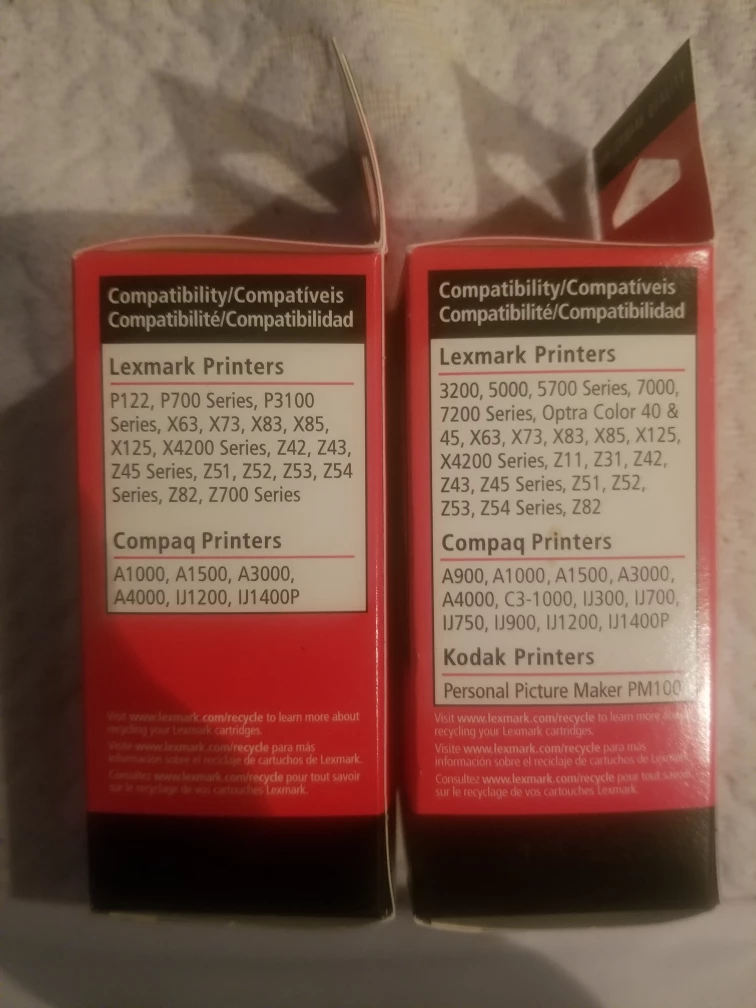 Compatibility/Compatíveis
Compatibilité/Compatibilidad
Lexmark Printers
P122, P700 Series, P3100
Series, X63, X73, X83, X85,
X125, X4200 Series, Z42, Z43,
Z45 Series, Z51, Z52, Z53, Z54
Series, Z82, Z700 Series
Compaq Printers
A1000, A1500, A3000,
A4000, IJ1200, IJ1400P
Visit www.lexmark.com/recycle to learn more about
recycling your Lexmark cartridges.
Visite www.lexmark.com/recycle para más
información sobre el reciclaje de cartuchos de Lexmark.
Consultez www.lexmark.com/recycle pour tout savoir
sur le recyclage de vos cartouches Lexmark.
Compatibility/Compatíveis
Compatibilité/Compatibilidad
Lexmark Printers
3200, 5000, 5700 Series, 7000,
7200 Series, Optra Color 40 &
45, X63, X73, X83, X85, X125,
X4200 Series, Z11, Z31, Z42,
Z43, Z45 Series, Z51, Z52,
Z53, Z54 Series, Z82
Compaq Printers
A900, A1000, A1500, A3000,
A4000, C3-1000, IJ300, IJ700,
IJ750, IJ900, IJ1200, IJ1400P
Kodak Printers
Personal Picture Maker PM100
Visit www.lexmark.com/recycle to learn more about
recycling your Lexmark cartridges.
Visite www.lexmark.com/recycle para más
información sobre el reciclaje de cartuchos de Lexmark.
Consultez www.lexmark.com/recycle pour tout savoir
sur le recyclage de vos cartouches Lexmark.